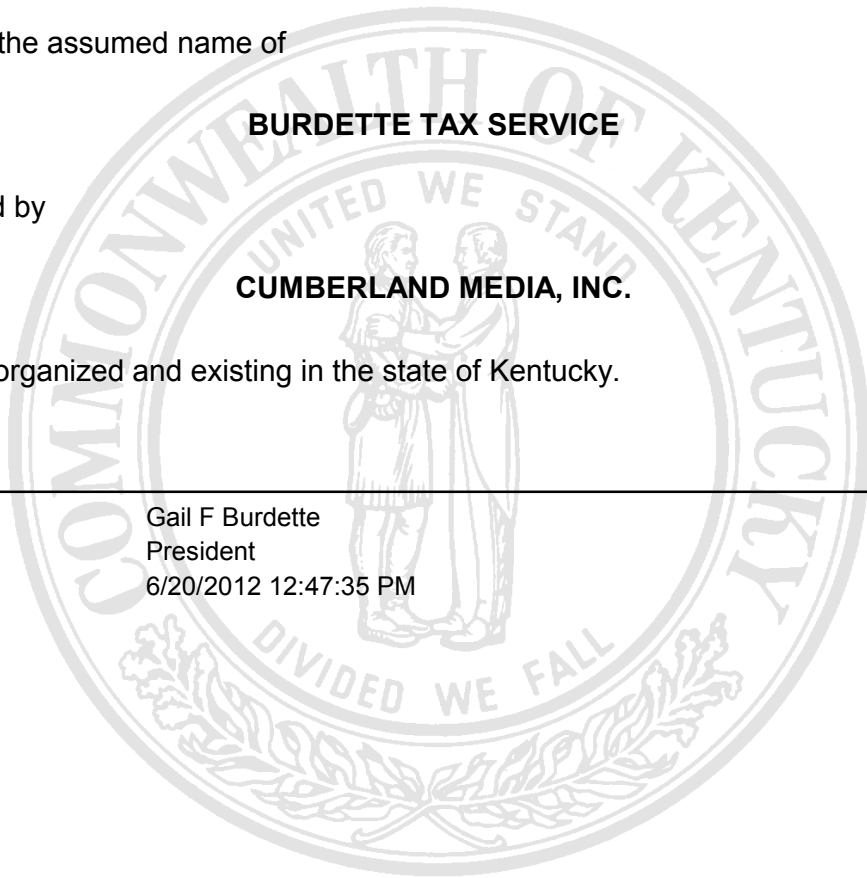 the assumed name of
BURDETTE TAX SERVICE
d by
CUMBERLAND MEDIA, INC.
organized and existing in the state of Kentucky.
Gail F Burdette
President
6/20/2012 12:47:35 PM
COMMONWEALTH OF KENTUCKY
UNITED WE STAND
DIVIDED WE FALL